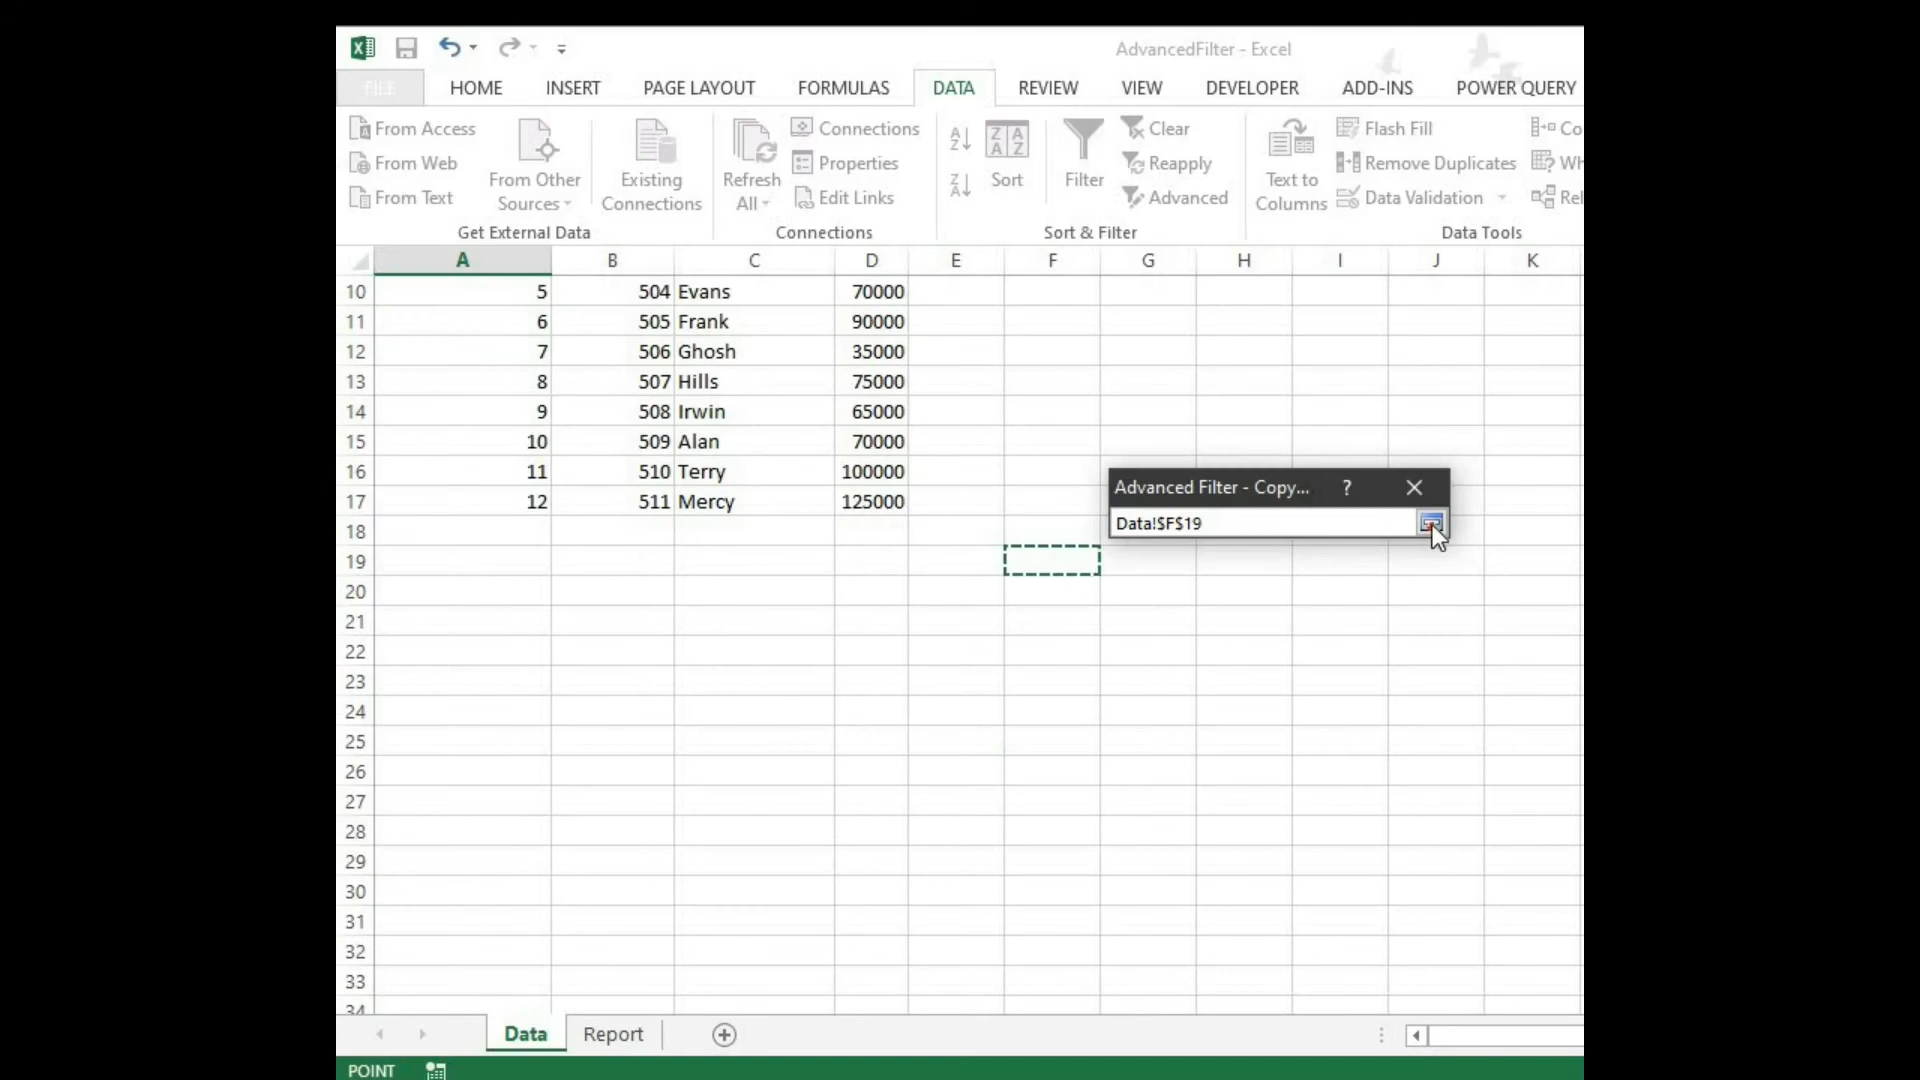 AdvancedFilter - Excel
FILE HOME INSERT PAGE LAYOUT FORMULAS DATA REVIEW VIEW DEVELOPER ADD-INS POWER QUERY
From Access
From Web
From Text
From Other Sources
Existing Connections
Get External Data
Refresh All
Connections
Properties
Edit Links
Connections
Sort
Filter
Clear
Reapply
Advanced
Sort & Filter
Text to Columns
Flash Fill
Remove Duplicates
Data Validation
Co
Wh
Rel
Data Tools
A B C D E F G H I J K
10 5 504 Evans 70000
11 6 505 Frank 90000
12 7 506 Ghosh 35000
13 8 507 Hills 75000
14 9 508 Irwin 65000
15 10 509 Alan 70000
16 11 510 Terry 100000
17 12 511 Mercy 125000
18
19
20
21
22
23
24
25
26
27
28
29
30
31
32
33
34
Advanced Filter - Copy... ?
Data!$F$19
Data Report
POINT